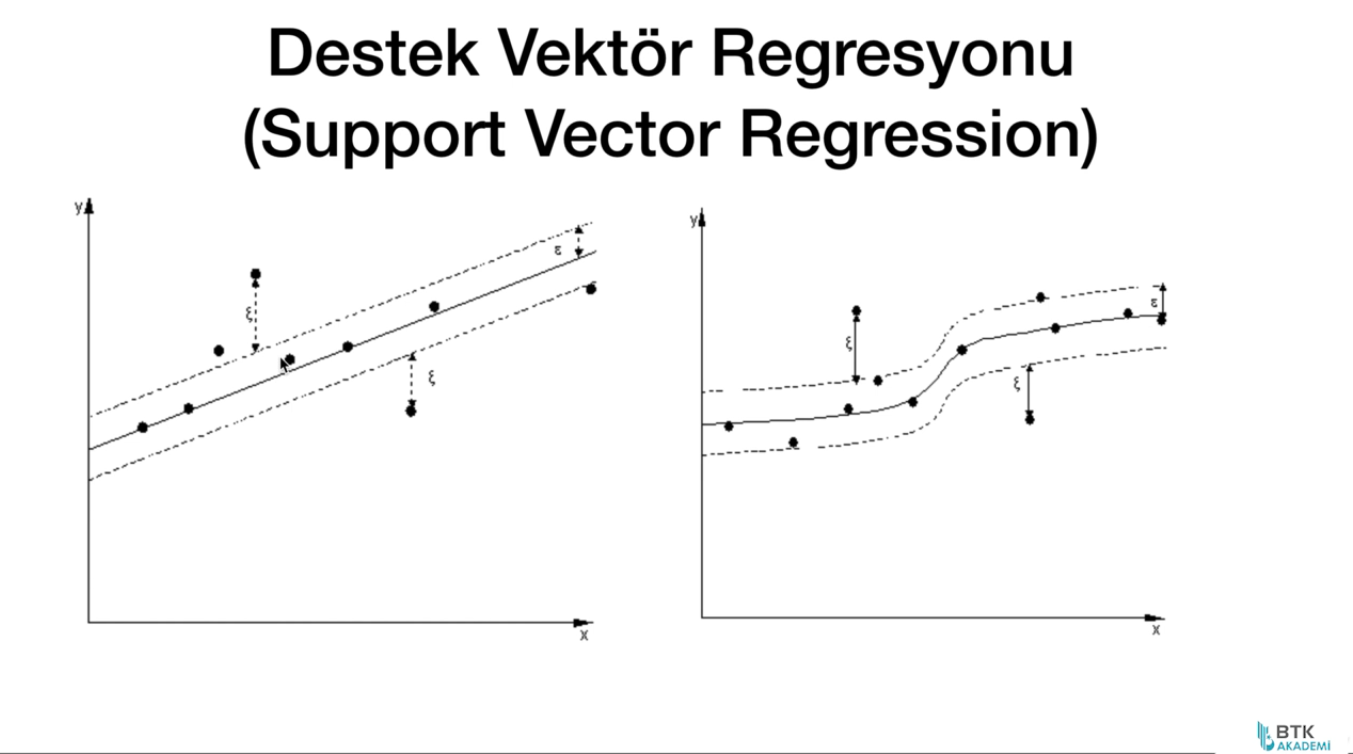 Destek Vektör Regresyonu
(Support Vector Regression)
y
ε
ξ
ξ
x
y
ε
ξ
ξ
x
BTK
AKADEMİ